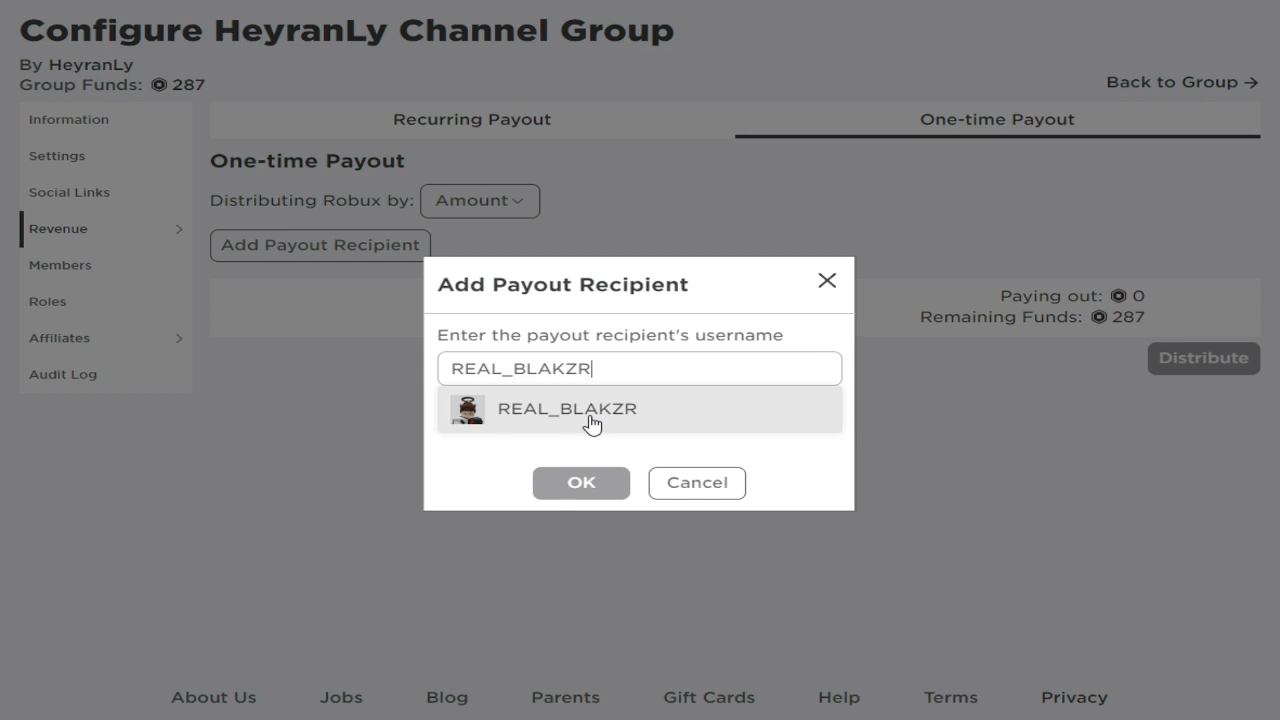 Configure HeyranLy Channel Group
By HeyranLy
Group Funds: 287
Back to Group →
Information
Settings
Social Links
Revenue
Members
Roles
Affiliates
Audit Log
Recurring Payout
One-time Payout
One-time Payout
Distributing Robux by: Amount
Add Payout Recipient
Paying out: 0
Remaining Funds: 287
Distribute
Add Payout Recipient
Enter the payout recipient's username
REAL_BLAKZR
REAL_BLAKZR
OK Cancel
About Us Jobs Blog Parents Gift Cards Help Terms Privacy